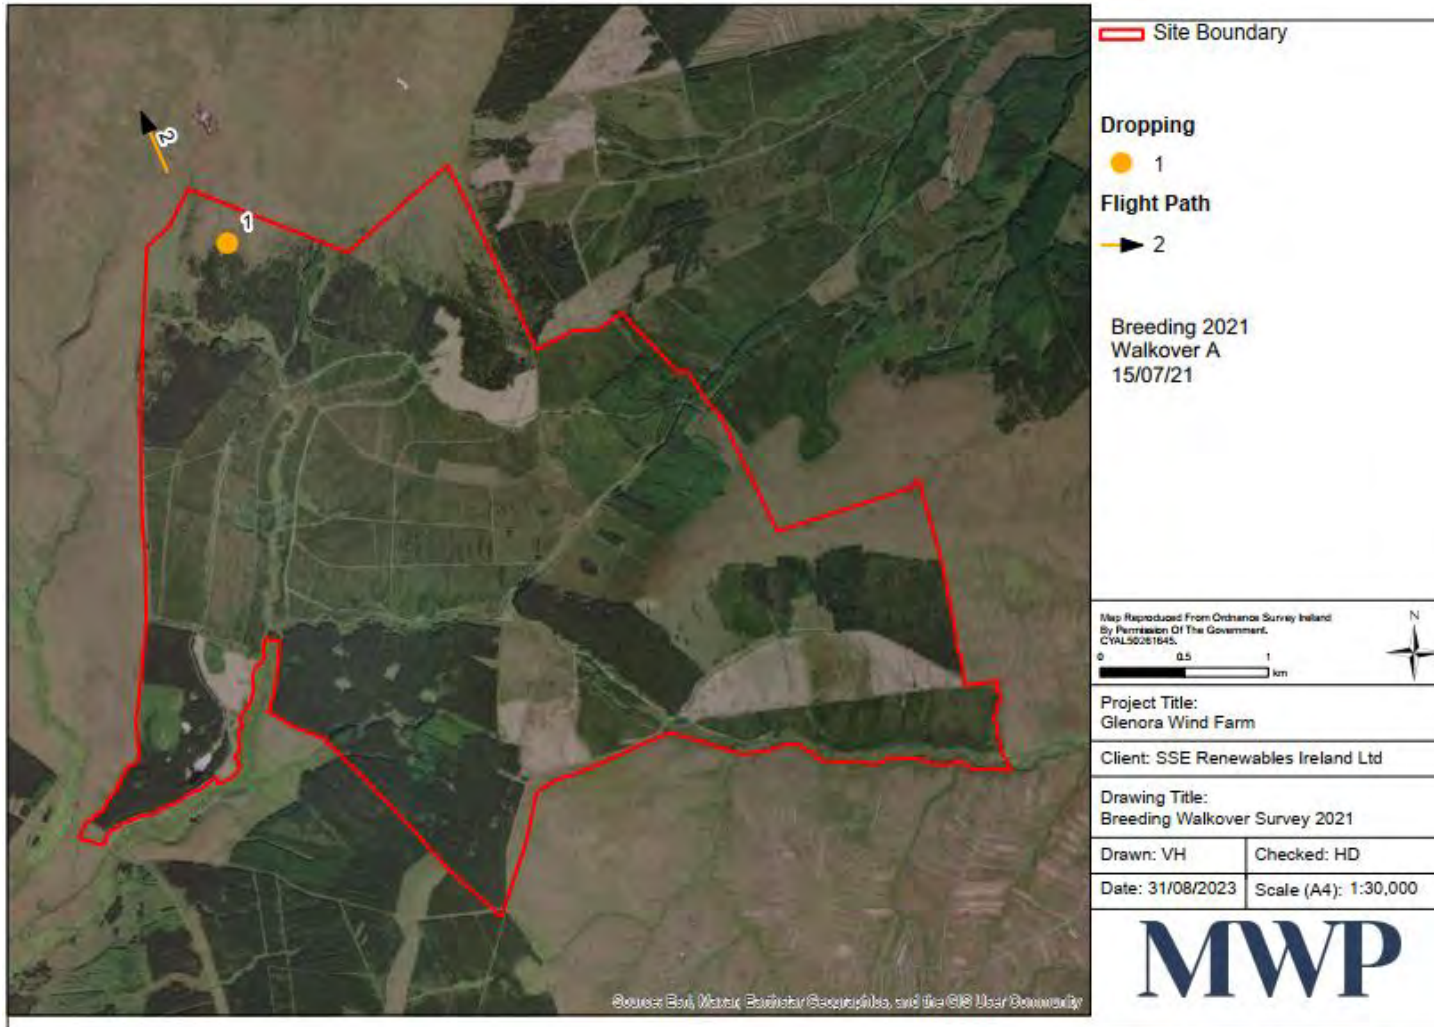 2
1
Site Boundary
Dropping
1
Flight Path
2
Breeding 2021
Walkover A
15/07/21
Map Reproduced From Ordnance Survey Ireland
By Permission Of The Government.
CYAL50261645.
N
0 0.5 1
km
Project Title:
Glenora Wind Farm
Client: SSE Renewables Ireland Ltd
Drawing Title:
Breeding Walkover Survey 2021
Drawn: VH Checked: HD
Date: 31/08/2023 Scale (A4): 1:30,000
MWP
Source: Esri, Maxar, Earthstar Geographics, and the GIS User Community